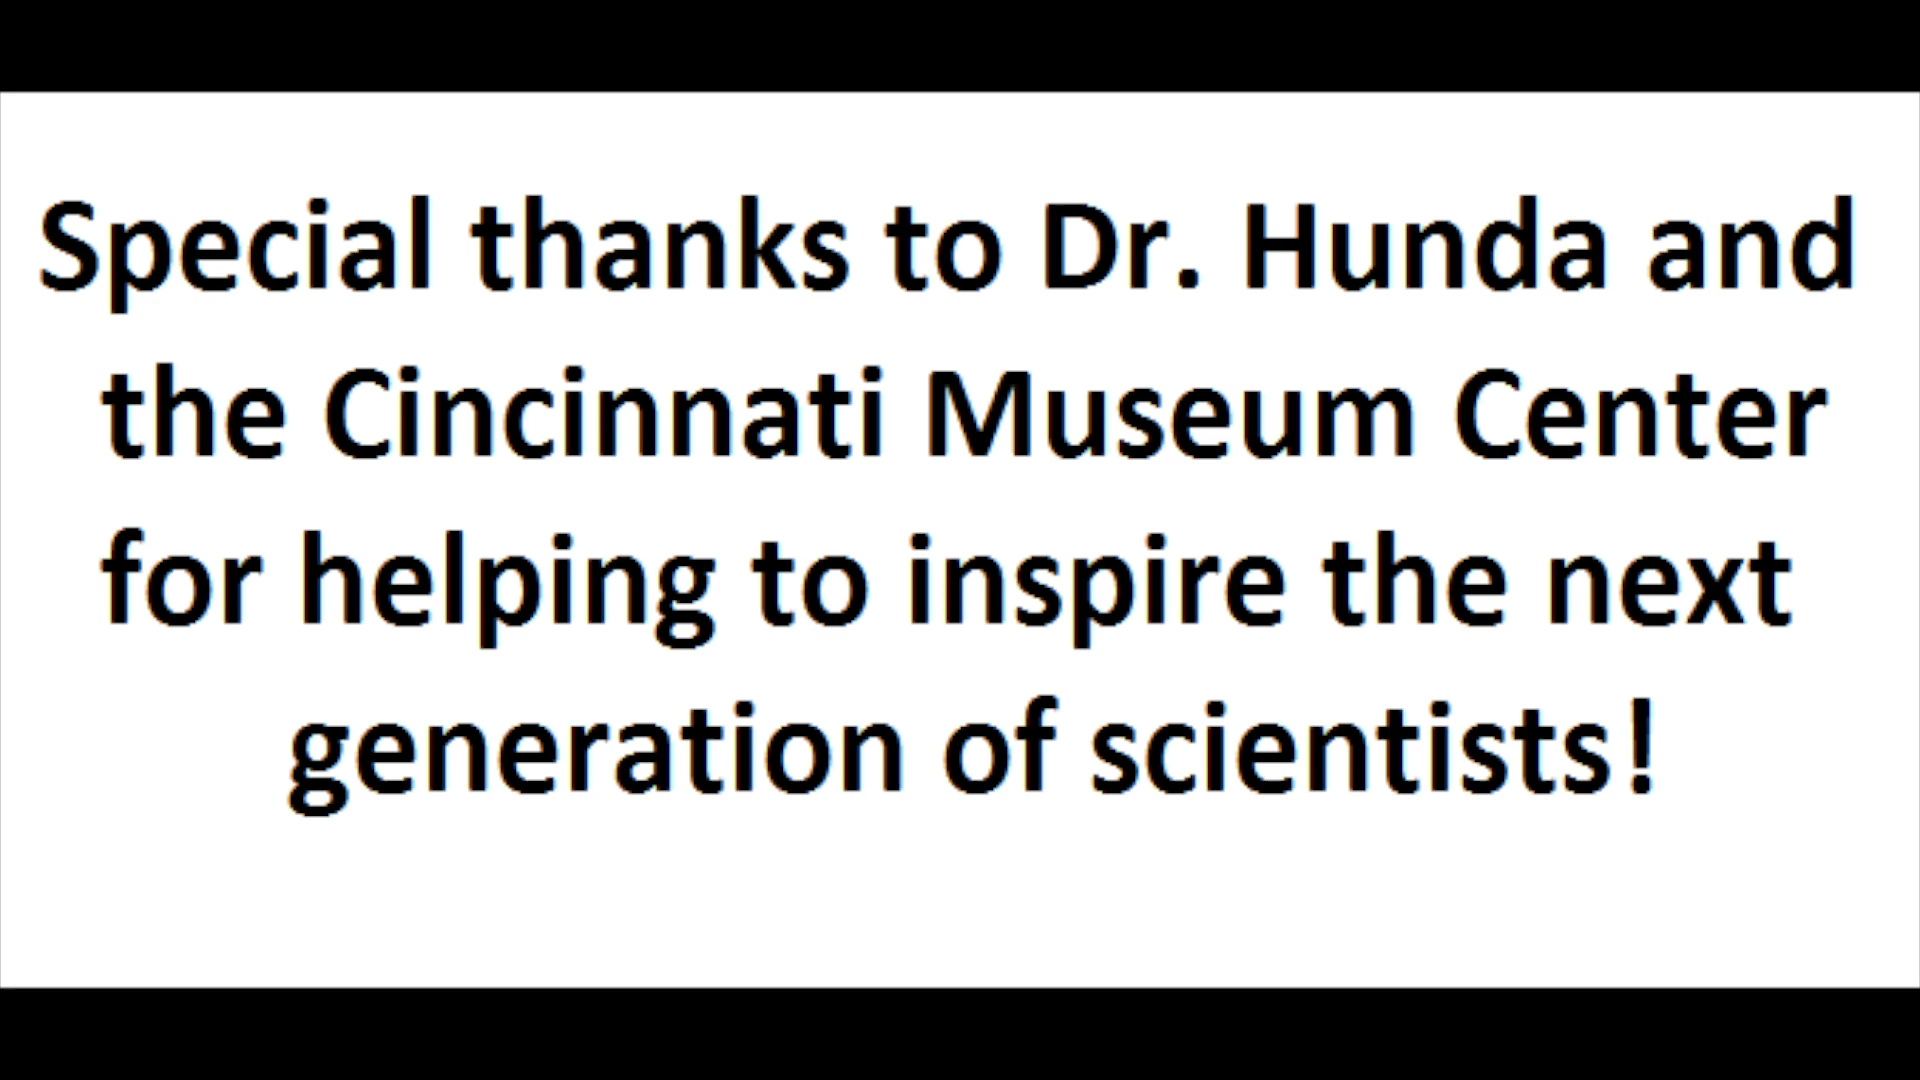 Special thanks to Dr. Hunda and
the Cincinnati Museum Center
for helping to inspire the next
generation of scientists!